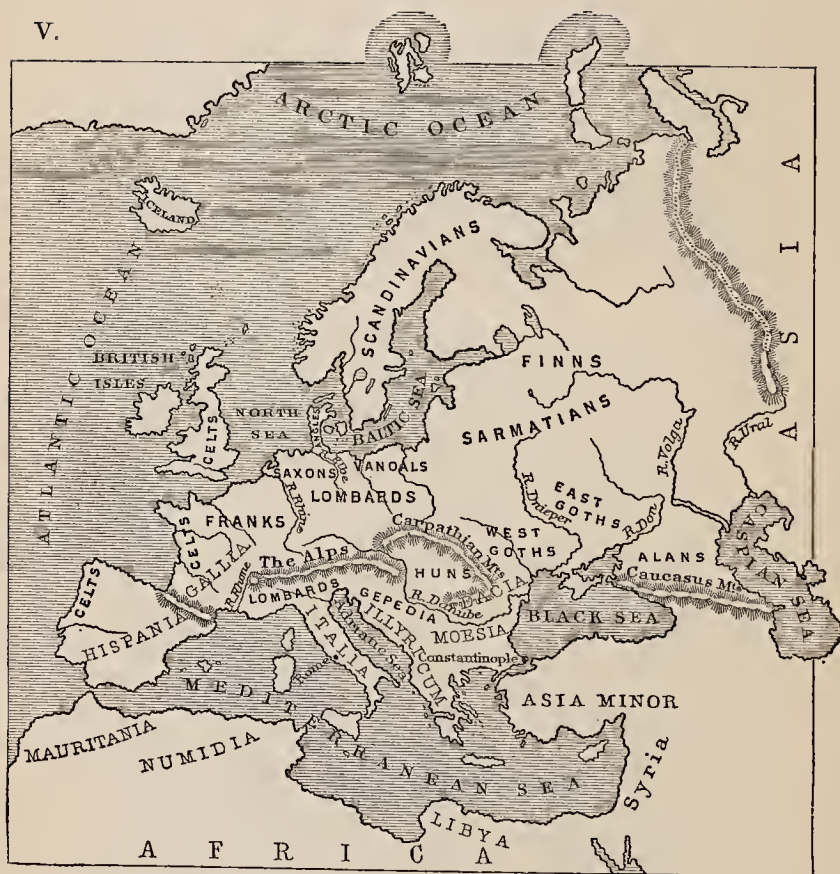 V.
ARCTIC OCEAN
ASIA
ICELAND
ATLANTIC OCEAN
SCANDINAVIANS
BRITISH
ISLES
FINNS
CELTS
NORTH
SEA
ANGLES
BALTIC SEA
SARMATIANS
R. Volga
R. Ural
SAXONS
R. Elbe
VANDALS
LOMBARDS
R. Rhine
EAST
GOTHS
R. Dnieper
R. Don
FRANKS
CELTS
GALLIA
Carpathian Mts
WEST
GOTHS
CASPIAN SEA
The Alps
HUNS
DACIA
ALANS
Caucasus Mts
CELTS
R. Rhone
LOMBARDS
GEPEDIA
R. Danube
HISPANIA
ITALIA
Adriatic Sea
ILLYRICUM
MOESIA
BLACK SEA
Constantinople
Rome
MEDITERRANEAN SEA
ASIA MINOR
MAURITANIA
NUMIDIA
Syria
LIBYA
AFRICA